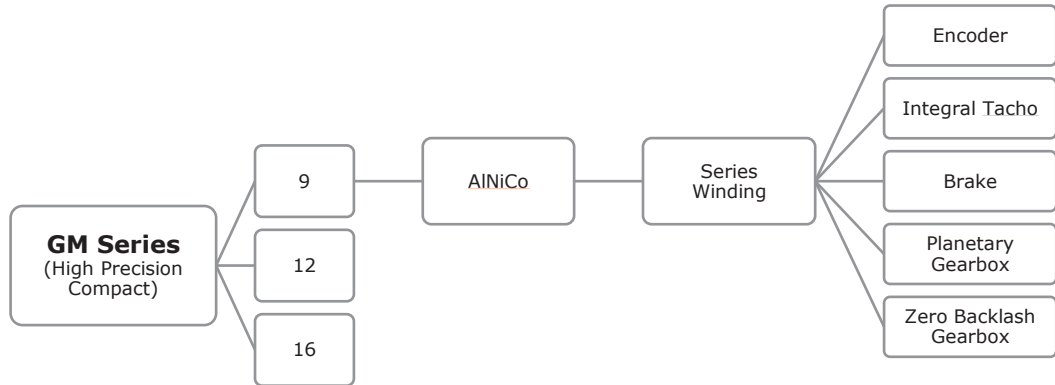 GM Series
(High Precision
Compact)
9
12
16
AlNiCo
Series
Winding
Encoder
Integral Tacho
Brake
Planetary
Gearbox
Zero Backlash
Gearbox